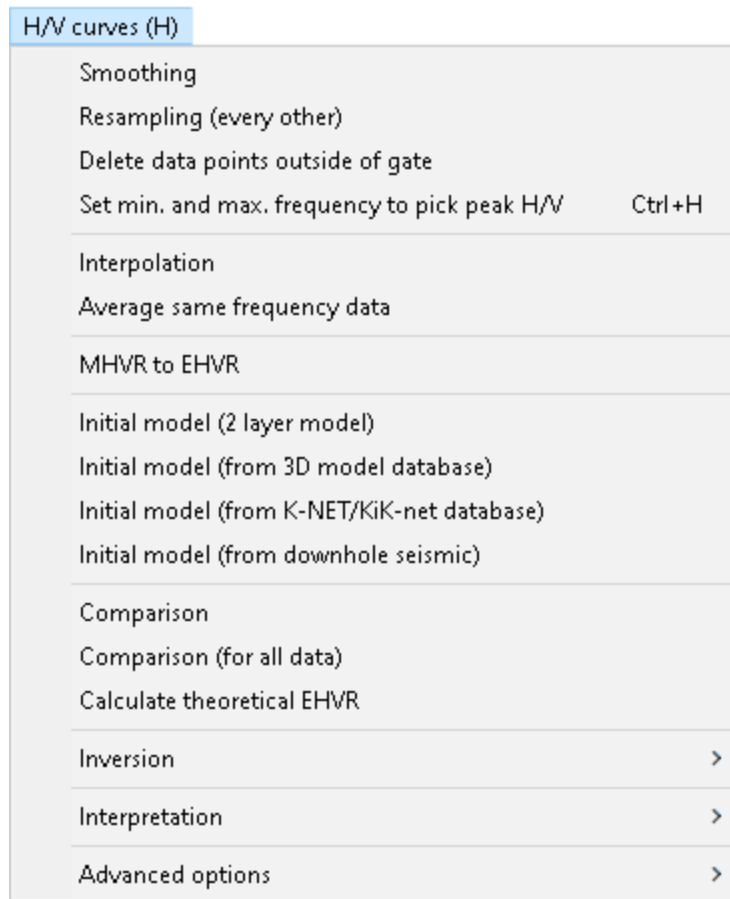 H/V curves (H)
Smoothing
Resampling (every other)
Delete data points outside of gate
Set min. and max. frequency to pick peak H/V Ctrl+H
Interpolation
Average same frequency data
MHVR to EHVR
Initial model (2 layer model)
Initial model (from 3D model database)
Initial model (from K-NET/KiK-net database)
Initial model (from downhole seismic)
Comparison
Comparison (for all data)
Calculate theoretical EHVR
Inversion
Interpretation
Advanced options